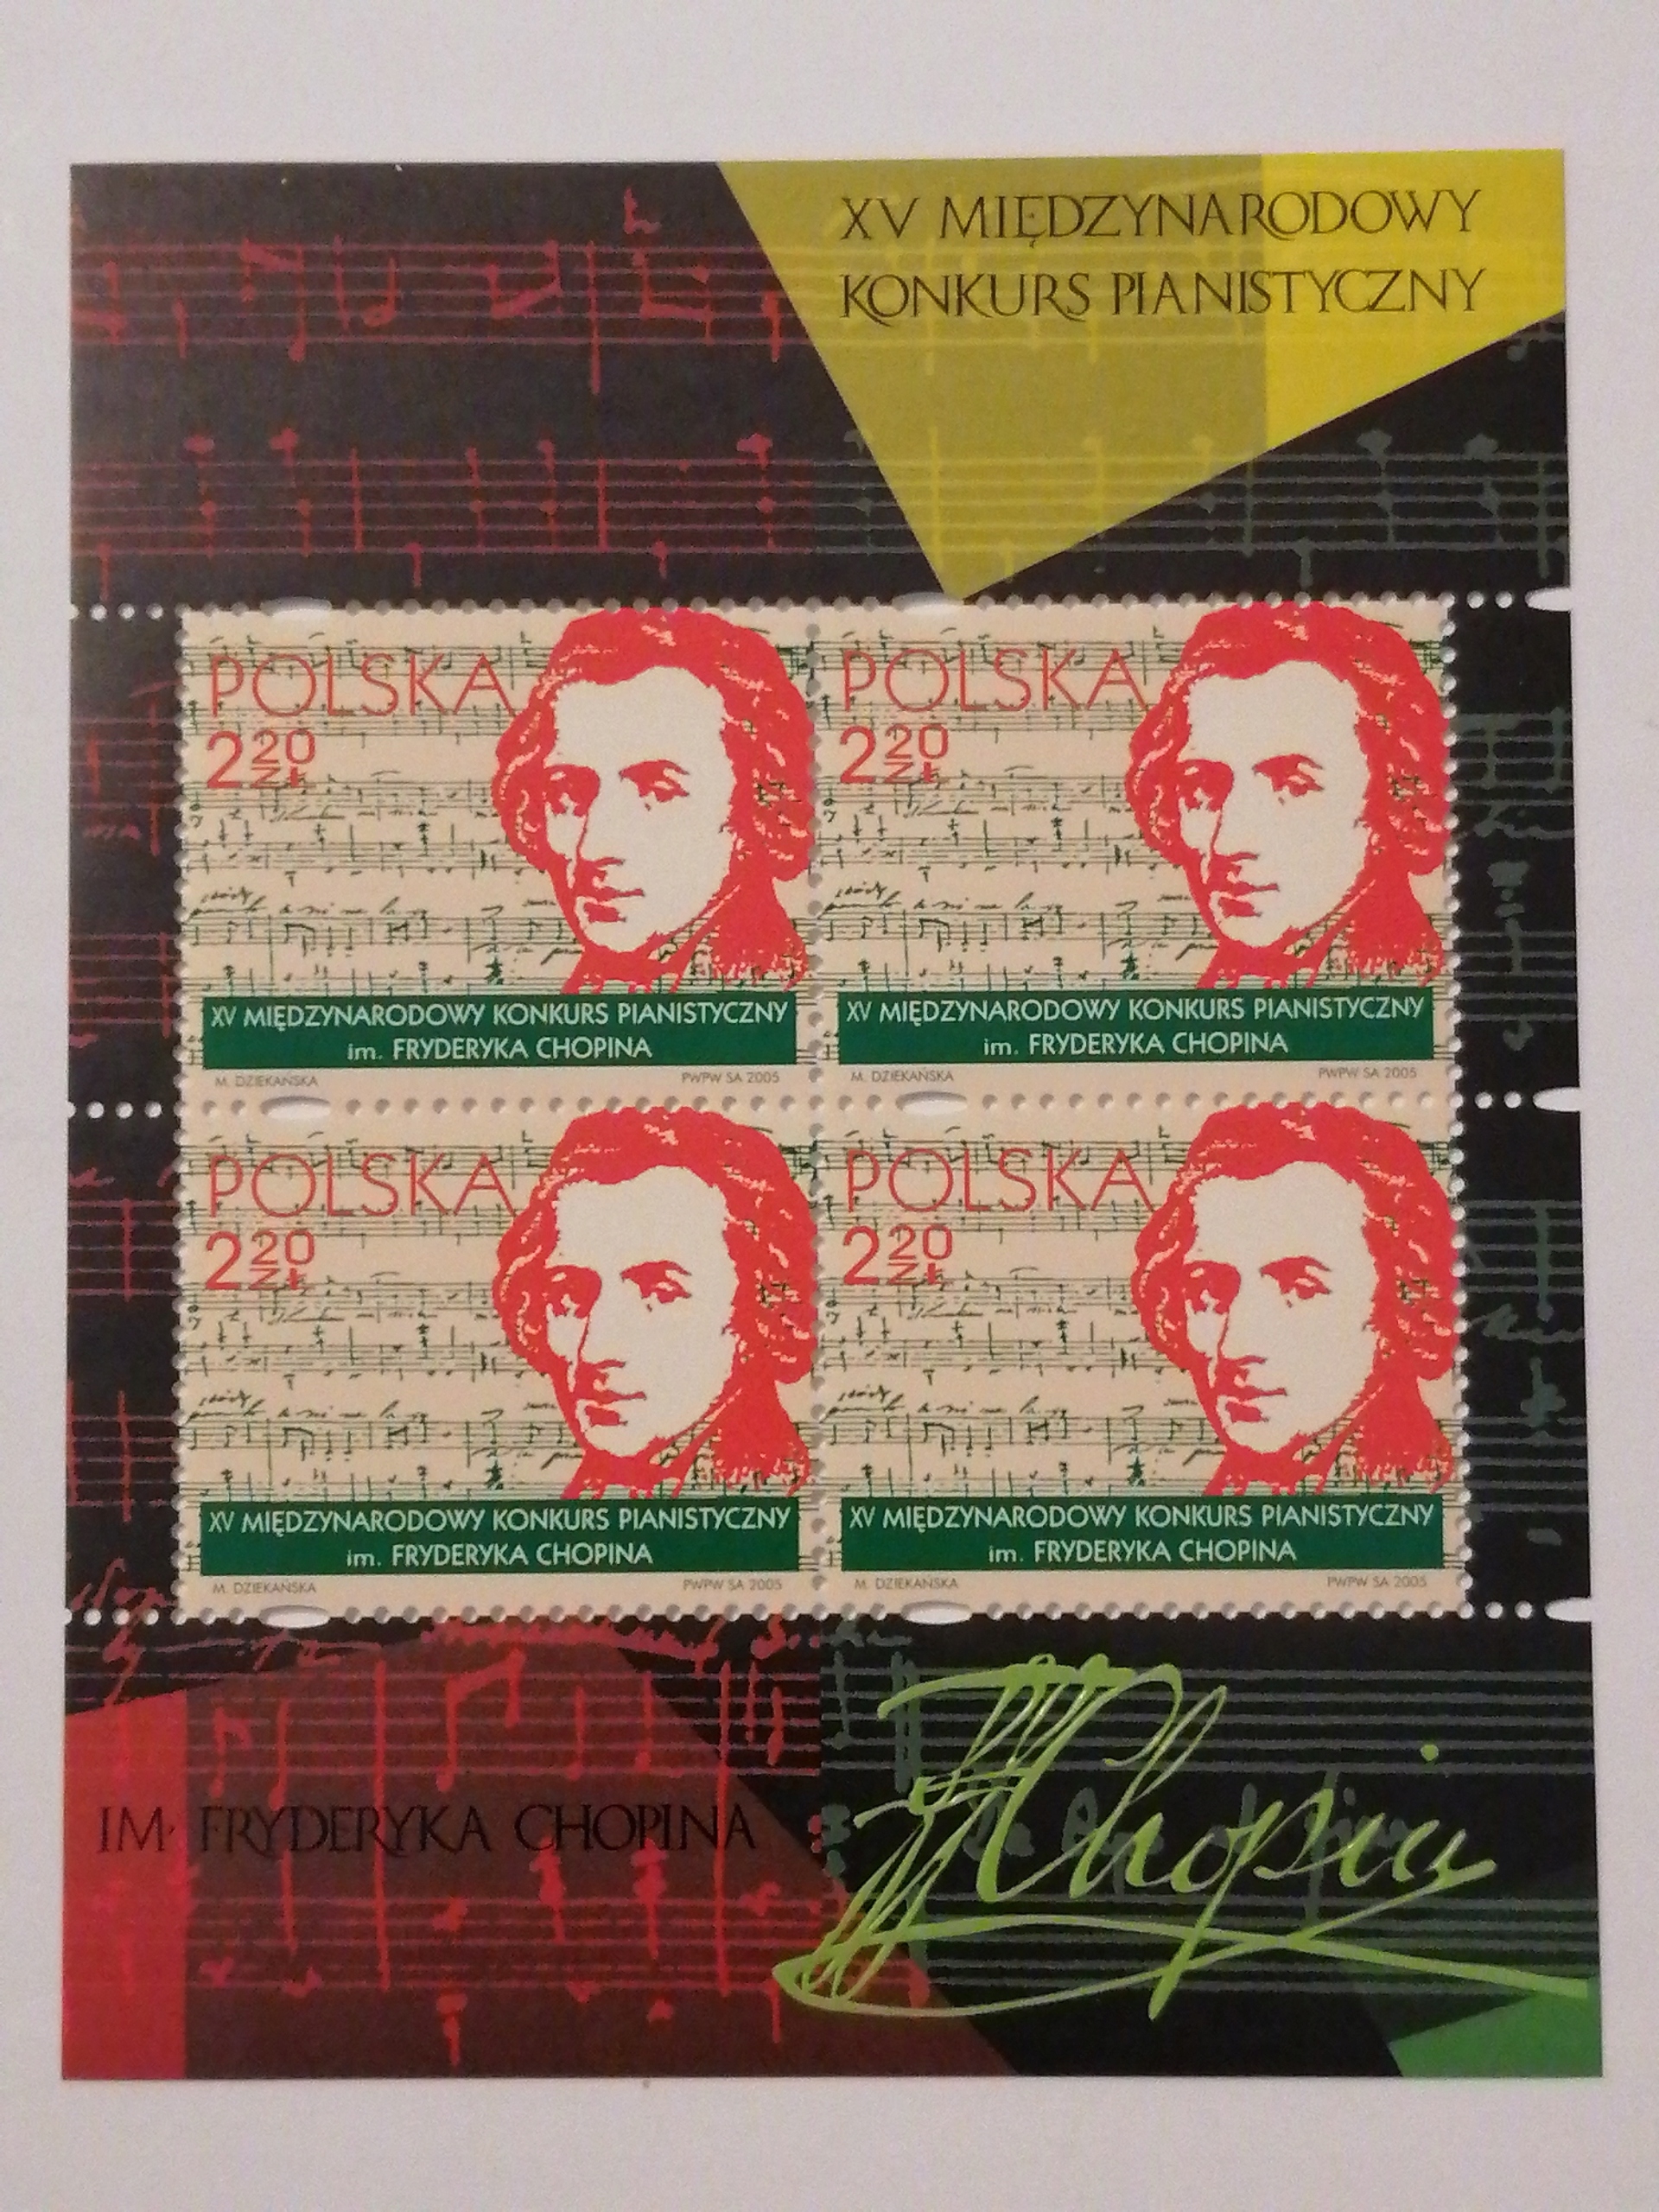 XV MIĘDZYNARODOWY
KONKURS PIANISTYCZNY
POLSKA
2 20
ZŁ
XV MIĘDZYNARODOWY KONKURS PIANISTYCZNY
im. FRYDERYKA CHOPINA
M. DZIEKAŃSKA PWPW SA 2005
POLSKA
2 20
ZŁ
XV MIĘDZYNARODOWY KONKURS PIANISTYCZNY
im. FRYDERYKA CHOPINA
M. DZIEKAŃSKA PWPW SA 2005
POLSKA
2 20
ZŁ
XV MIĘDZYNARODOWY KONKURS PIANISTYCZNY
im. FRYDERYKA CHOPINA
M. DZIEKAŃSKA PWPW SA 2005
POLSKA
2 20
ZŁ
XV MIĘDZYNARODOWY KONKURS PIANISTYCZNY
im. FRYDERYKA CHOPINA
M. DZIEKAŃSKA PWPW SA 2005
IM. FRYDERYKA CHOPINA
Chopin